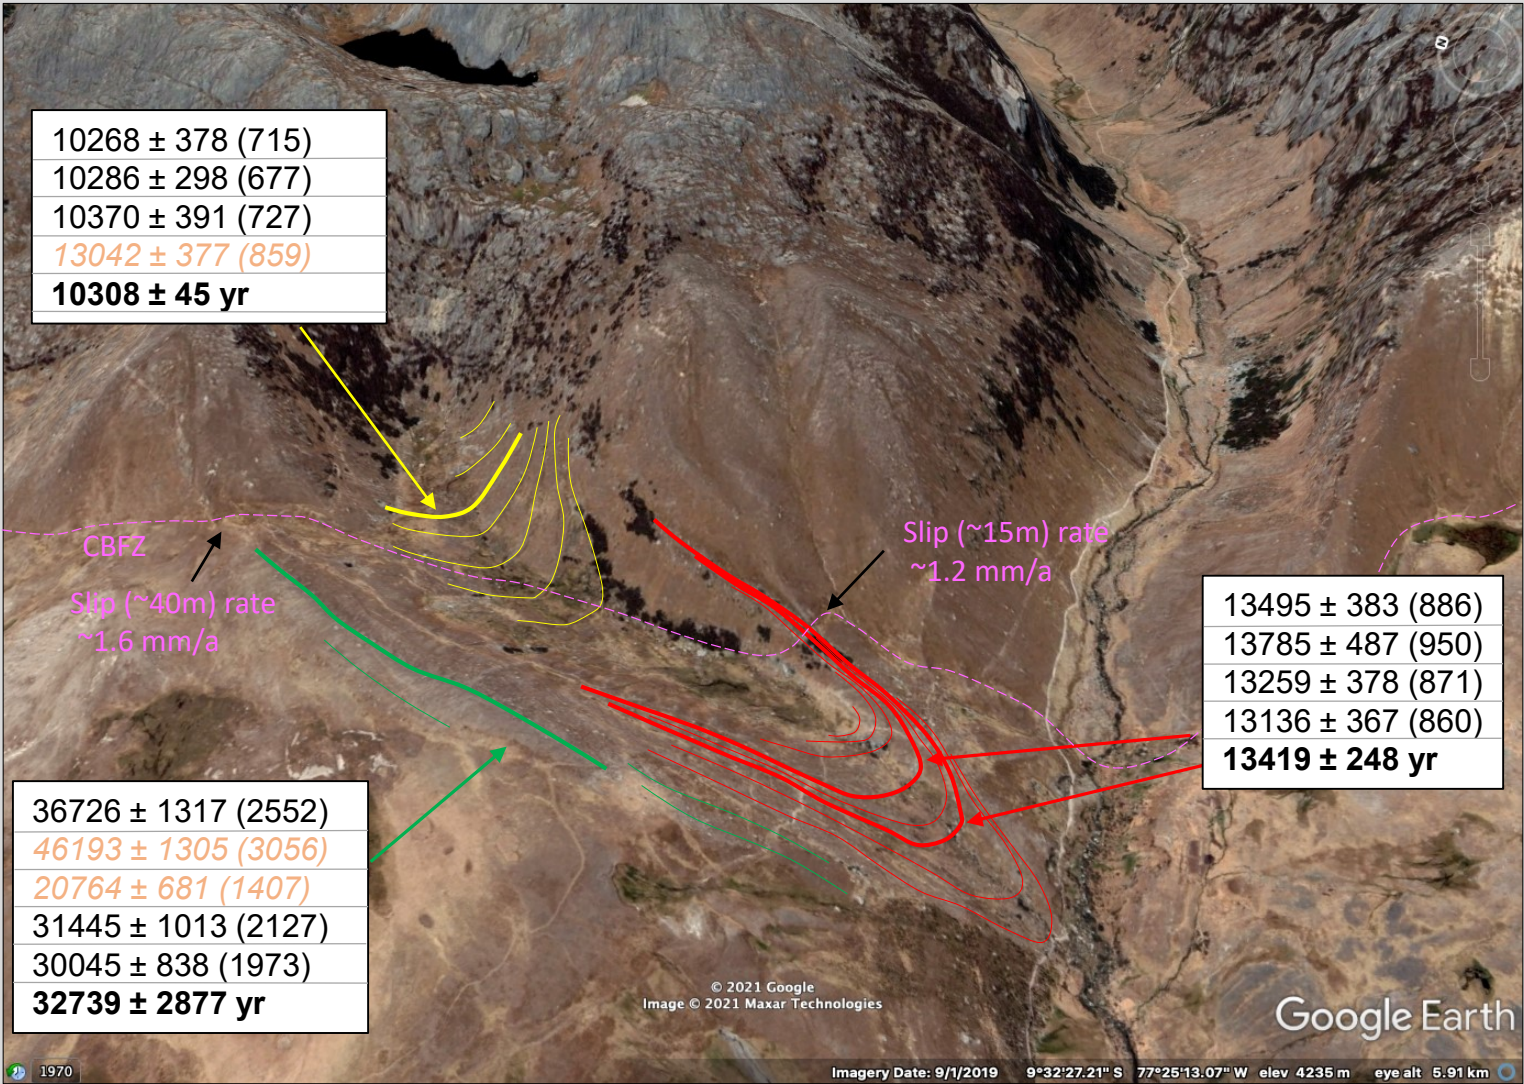 10268 ± 378 (715)
10286 ± 298 (677)
10370 ± 391 (727)
13042 ± 377 (859)
10308 ± 45 yr
N
CBFZ
Slip (~40m) rate
~1.6 mm/a
Slip (~15m) rate
~1.2 mm/a
13495 ± 383 (886)
13785 ± 487 (950)
13259 ± 378 (871)
13136 ± 367 (860)
13419 ± 248 yr
36726 ± 1317 (2552)
46193 ± 1305 (3056)
20764 ± 681 (1407)
31445 ± 1013 (2127)
30045 ± 838 (1973)
32739 ± 2877 yr
© 2021 Google
Image © 2021 Maxar Technologies
Google Earth
1970
Imagery Date: 9/1/2019 9°32'27.21" S 77°25'13.07" W elev 4235 m eye alt 5.91 km